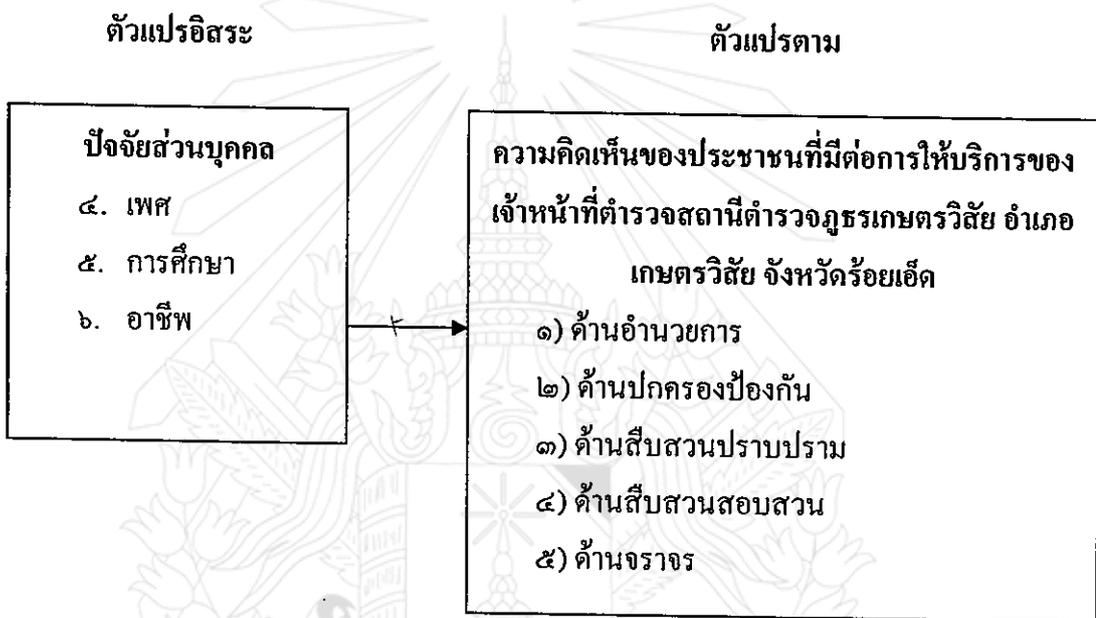 ตัวแปรอิสระ
ตัวแปรตาม
ปัจจัยส่วนบุคคล
๔. เพศ
๕. การศึกษา
๖. อาชีพ
ความคิดเห็นของประชาชนที่มีต่อการให้บริการของ
เจ้าหน้าที่ตำรวจสถานีตำรวจภูธรเกษตรวิสัย อำเภอ
เกษตรวิสัย จังหวัดร้อยเอ็ด
๑) ด้านอำนวยการ
๒) ด้านปกครองป้องกัน
๓) ด้านสืบสวนปราบปราม
๔) ด้านสืบสวนสอบสวน
๕) ด้านจราจร